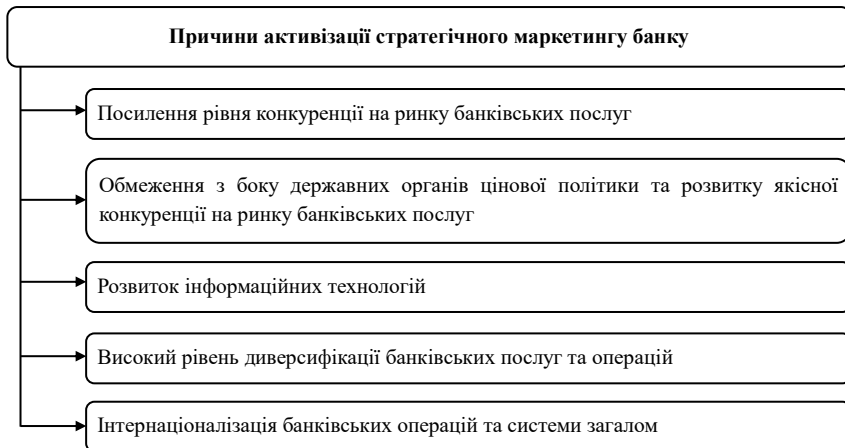 Причини активізації стратегічного маркетингу банку
Посилення рівня конкуренції на ринку банківських послуг
Обмеження з боку державних органів цінової політики та розвитку якісної
конкуренції на ринку банківських послуг
Розвиток інформаційних технологій
Високий рівень диверсифікації банківських послуг та операцій
Інтернаціоналізація банківських операцій та системи загалом